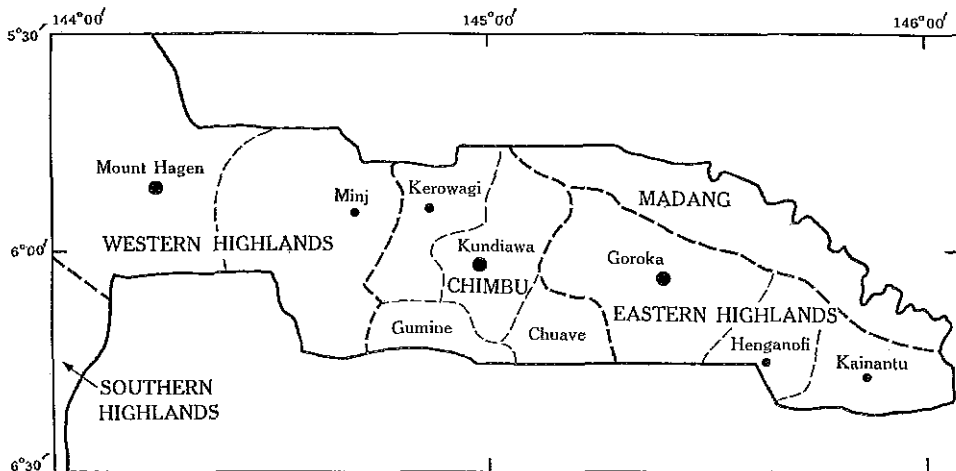 144°00′ 145°00′ 146°00′
5°30′
Mount Hagen
Minj
Kerowagi
MADANG
WESTERN HIGHLANDS
6°00′
Kundiawa
CHIMBU
Goroka
Gumine
Chuave
EASTERN HIGHLANDS
Henganofi
Kainantu
SOUTHERN
HIGHLANDS
6°30′